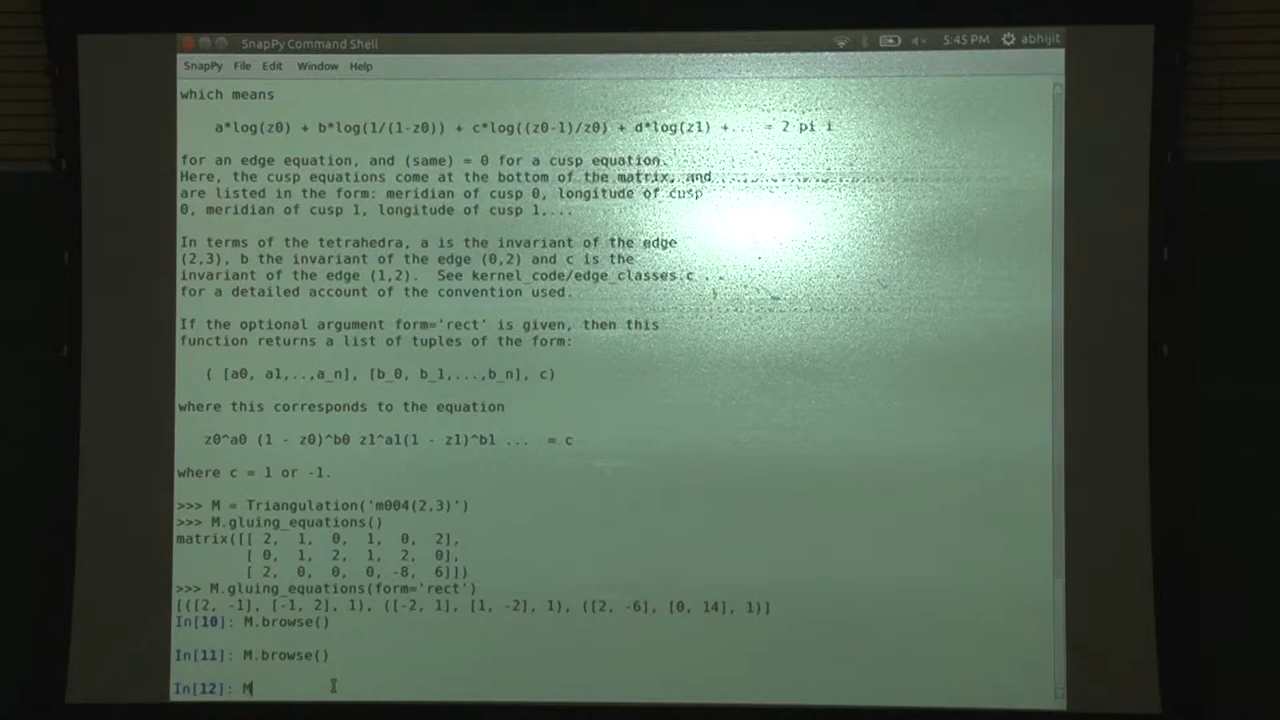 SnapPy Command Shell
5:45 PM abhijit
SnapPy File Edit Window Help
which means
a*log(z0) + b*log(1/(1-z0)) + c*log((z0-1)/z0) + d*log(z1) +... = 2 pi i
for an edge equation, and (same) = 0 for a cusp equation.
Here, the cusp equations come at the bottom of the matrix, and
are listed in the form: meridian of cusp 0, longitude of cusp
0, meridian of cusp 1, longitude of cusp 1,...
In terms of the tetrahedra, a is the invariant of the edge
(2,3), b the invariant of the edge (0,2) and c is the
invariant of the edge (1,2). See kernel_code/edge_classes.c
for a detailed account of the convention used.
If the optional argument form='rect' is given, then this
function returns a list of tuples of the form:
( [a0, a1,..,a_n], [b_0, b_1,...,b_n], c)
where this corresponds to the equation
z0^a0 (1 - z0)^b0 z1^a1(1 - z1)^b1 ... = c
where c = 1 or -1.
>>> M = Triangulation('m004(2,3)')
>>> M.gluing_equations()
matrix([[ 2, 1, 0, 1, 0, 2],
[ 0, 1, 2, 1, 2, 0],
[ 2, 0, 0, 0, -8, 6]])
>>> M.gluing_equations(form='rect')
[([2, -1], [-1, 2], 1), ([-2, 1], [1, -2], 1), ([2, -6], [0, 14], 1)]
In[10]: M.browse()
In[11]: M.browse()
In[12]: M